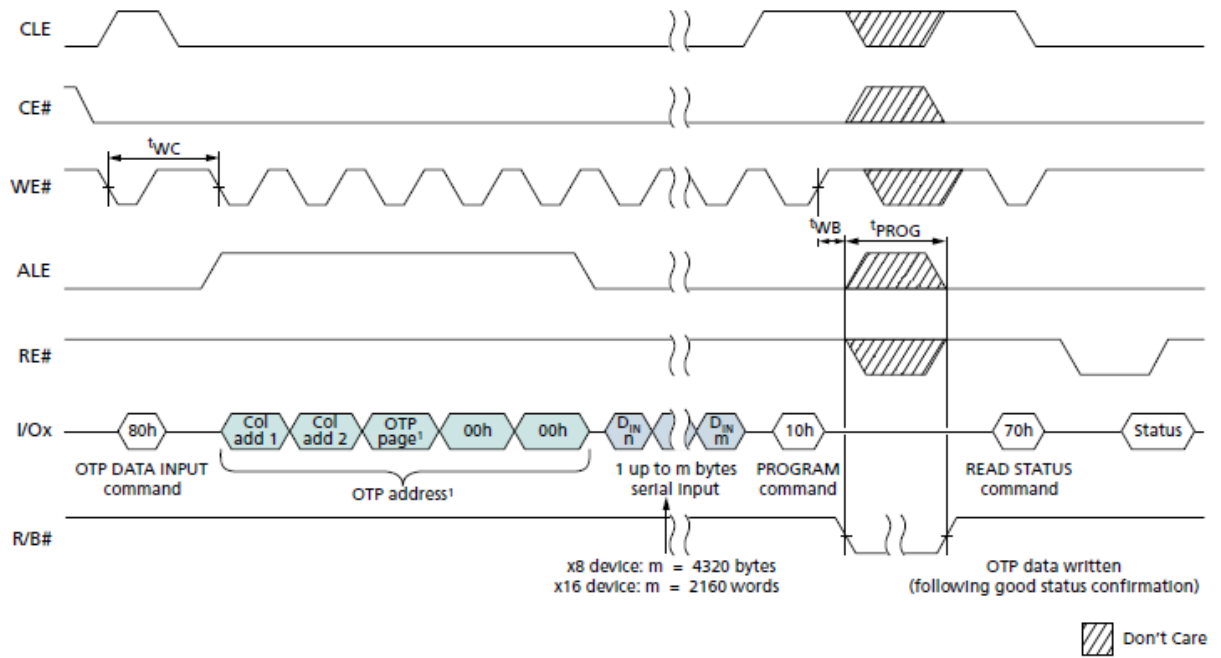 CLE
CE#
tWC
WE#
tWB
tPROG
ALE
RE#
I/Ox
80h
Col add 1
Col add 2
OTP page¹
00h
00h
DIN n
DIN m
10h
70h
Status
OTP DATA INPUT command
OTP address¹
1 up to m bytes serial input
PROGRAM command
READ STATUS command
R/B#
x8 device: m = 4320 bytes
x16 device: m = 2160 words
OTP data written
(following good status confirmation)
Don't Care